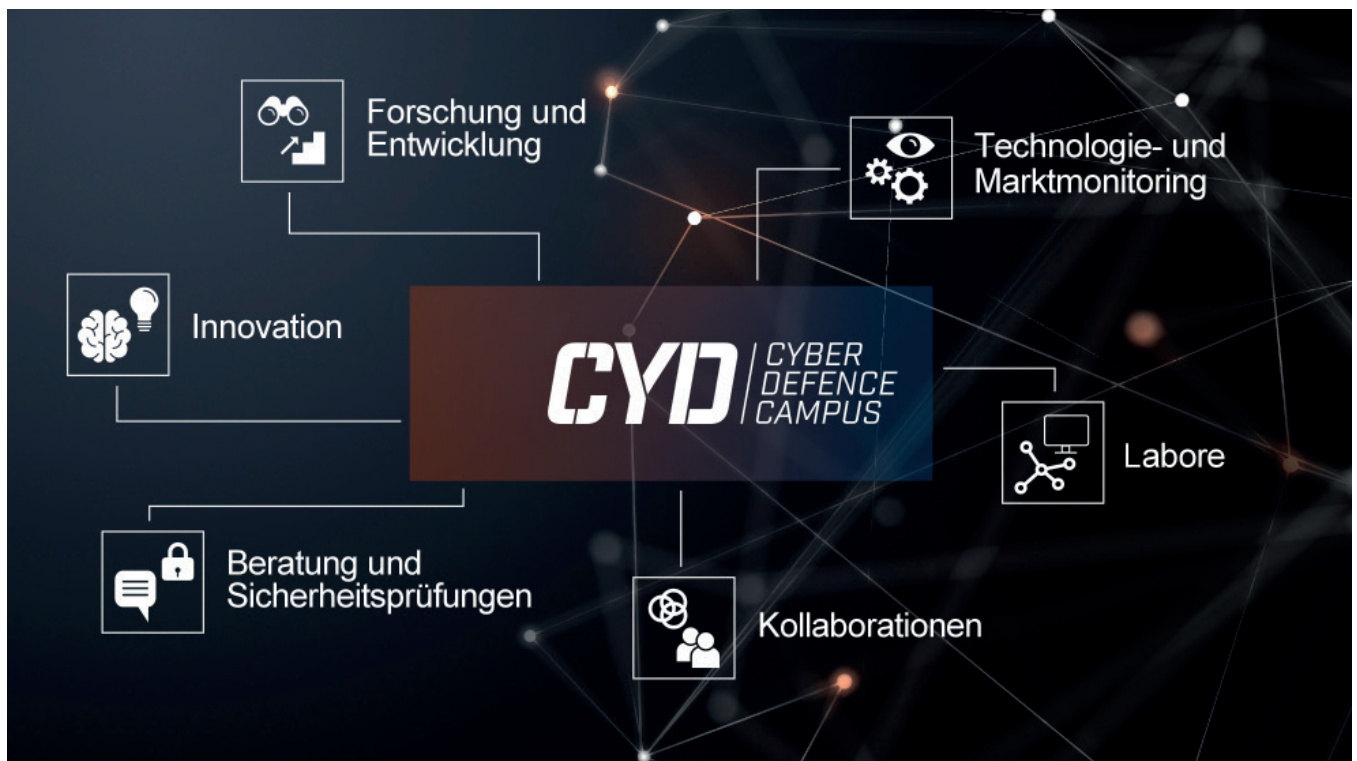 Forschung und
Entwicklung
Technologie- und
Marktmonitoring
Innovation
CYD
CYBER
DEFENCE
CAMPUS
Labore
Beratung und
Sicherheitsprüfungen
Kollaborationen